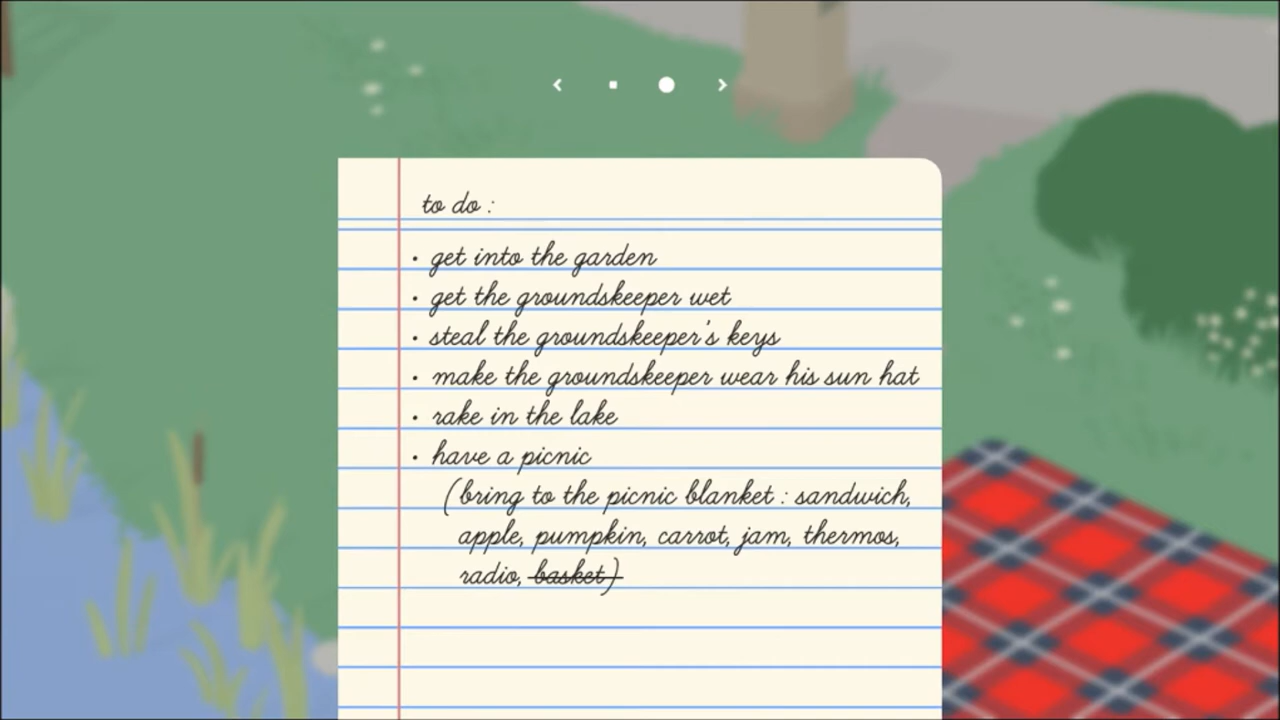 to do :
• get into the garden
• get the groundskeeper wet
• steal the groundskeeper's keys
• make the groundskeeper wear his sun hat
• rake in the lake
• have a picnic
(bring to the picnic blanket : sandwich,
apple, pumpkin, carrot, jam, thermos,
radio, basket)